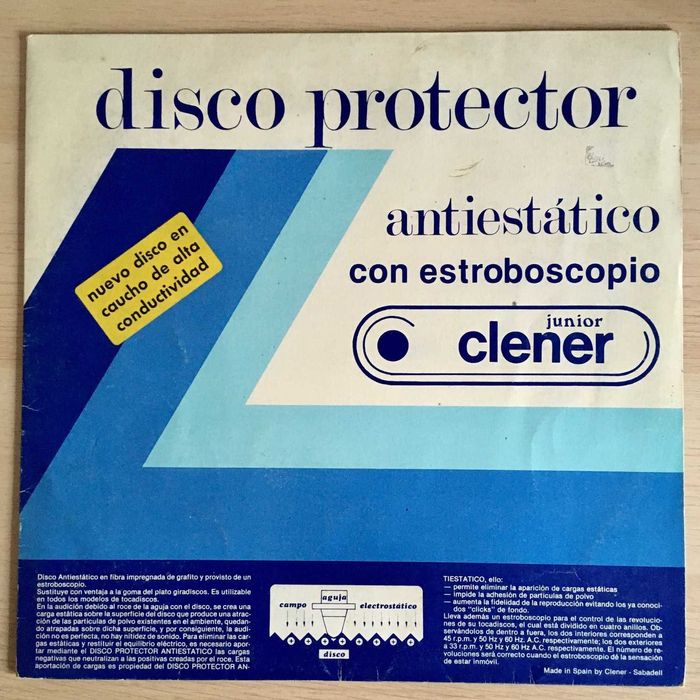 disco protector
antiestático
con estroboscopio
nuevo disco en
caucho de alta
conductividad
junior
clener
Disco Antiestático en fibra impregnada de grafito y provisto de un
estroboscopio.
Sustituye con ventaja a la goma del plato giradiscos. Es utilizable
en todos los modelos de tocadiscos.
En la audición debido al roce de la aguja con el disco, se crea una
carga estática sobre la superficie del disco que produce una atrac-
ción de las partículas de polvo existentes en el ambiente, quedan-
do atrapadas sobre dicha superficie, y por consiguiente, la audi-
ción no es perfecta, no hay nitidez de sonido. Para eliminar las car-
gas estáticas y restituir el equilibrio eléctrico, es necesario apor-
tar mediante el DISCO PROTECTOR ANTIESTATICO las cargas
negativas que neutralizan a las positivas creadas por el roce. Esta
aportación de cargas es propiedad del DISCO PROTECTOR AN-
aguja
campo
electrostático
disco
TIESTATICO, ello:
— permite eliminar la aparición de cargas estáticas
— impide la adhesión de partículas de polvo
— aumenta la fidelidad de la reproducción evitando los ya conoci-
dos "clicks" de fondo.
Lleva además un estroboscopio para el control de las revolucio-
nes de su tocadiscos, el cual está dividido en cuatro anillos. Ob-
servándolos de dentro a fuera, los dos interiores corresponden a
45 r.p.m. y 50 Hz y 60 Hz A.C. respectivamente; los dos exteriores
a 33 r.p.m. y 50 Hz y 60 Hz A.C. respectivamente. El número de re-
voluciones será correcto cuando el estroboscopio dé la sensación
de estar inmóvil.
Made in Spain by Clener - Sabadell